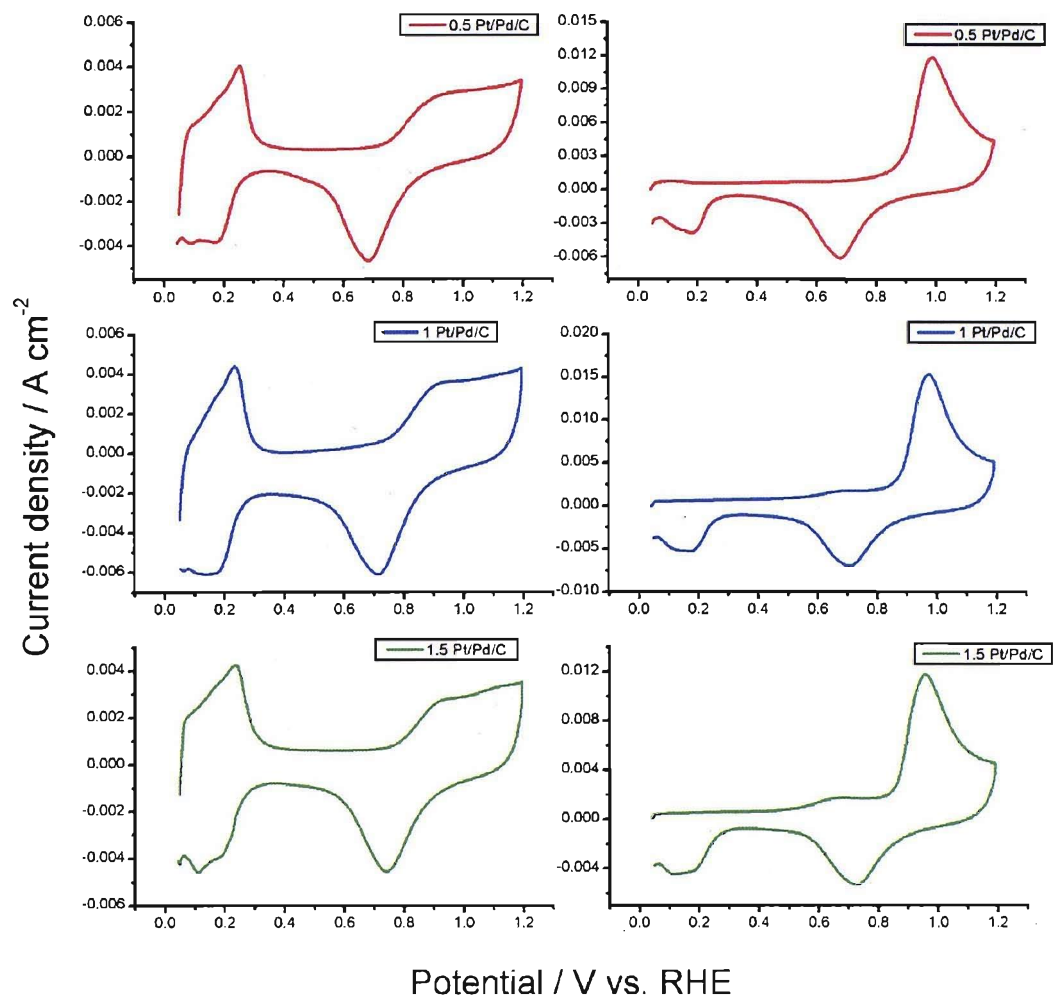 0.006
0.004
0.002
0.000
-0.002
-0.004
0.5 Pt/Pd/C
0.0 0.2 0.4 0.6 0.8 1.0 1.2
0.015
0.012
0.009
0.006
0.003
0.000
-0.003
-0.006
0.5 Pt/Pd/C
0.0 0.2 0.4 0.6 0.8 1.0 1.2
Current density / A cm-2
0.006
0.004
0.002
0.000
-0.002
-0.004
-0.006
1 Pt/Pd/C
0.0 0.2 0.4 0.6 0.8 1.0 1.2
0.020
0.015
0.010
0.005
0.000
-0.005
-0.010
1 Pt/Pd/C
0.0 0.2 0.4 0.6 0.8 1.0 1.2
0.004
0.002
0.000
-0.002
-0.004
-0.006
1.5 Pt/Pd/C
0.0 0.2 0.4 0.6 0.8 1.0 1.2
0.012
0.008
0.004
0.000
-0.004
1.5 Pt/Pd/C
0.0 0.2 0.4 0.6 0.8 1.0 1.2
Potential / V vs. RHE